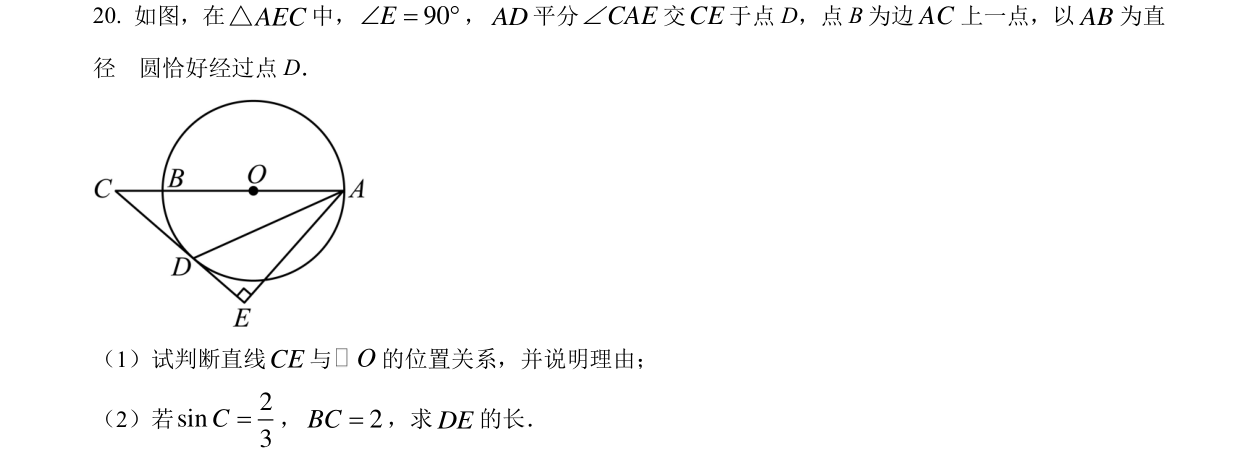 20. 如图，在△AEC中，∠E=90°，AD平分∠CAE交CE于点D，点B为边AC上一点，以AB为直
径 圆恰好经过点D．
C
B
O
A
D
E
（1）试判断直线CE与□ O的位置关系，并说明理由；
（2）若sin C = 2/3，BC = 2，求DE的长．